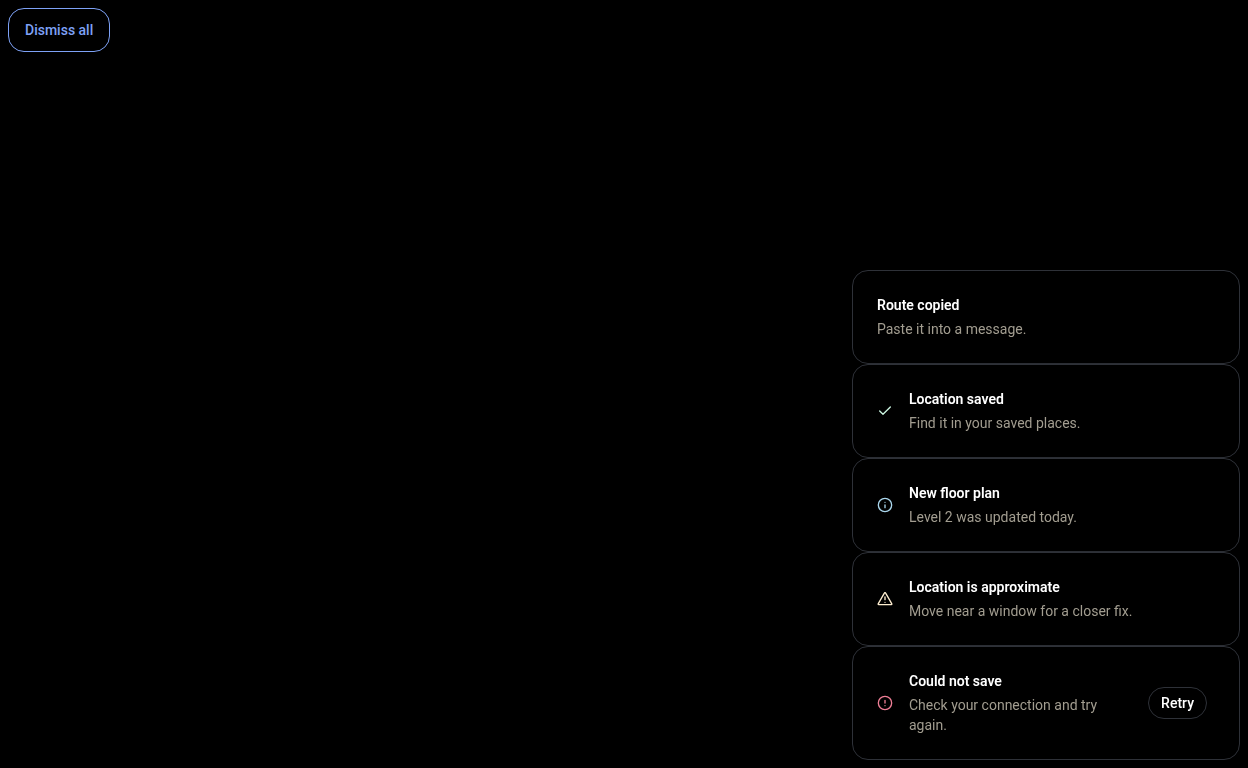 Dismiss all
Route copied
Paste it into a message.
Location saved
Find it in your saved places.
New floor plan
Level 2 was updated today.
Location is approximate
Move near a window for a closer fix.
Could not save
Check your connection and try
again.
Retry